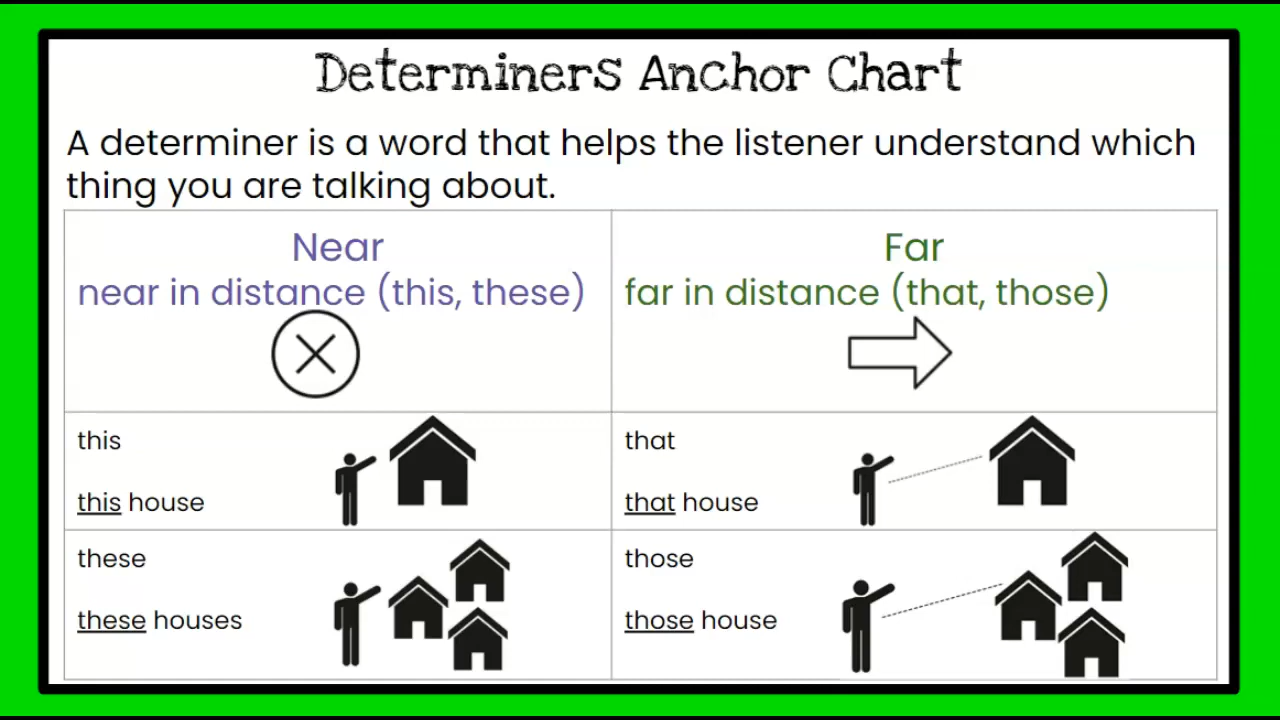 Determiners Anchor Chart
A determiner is a word that helps the listener understand which
thing you are talking about.
Near
near in distance (this, these)
Far
far in distance (that, those)
this
this house
that
that house
these
these houses
those
those house